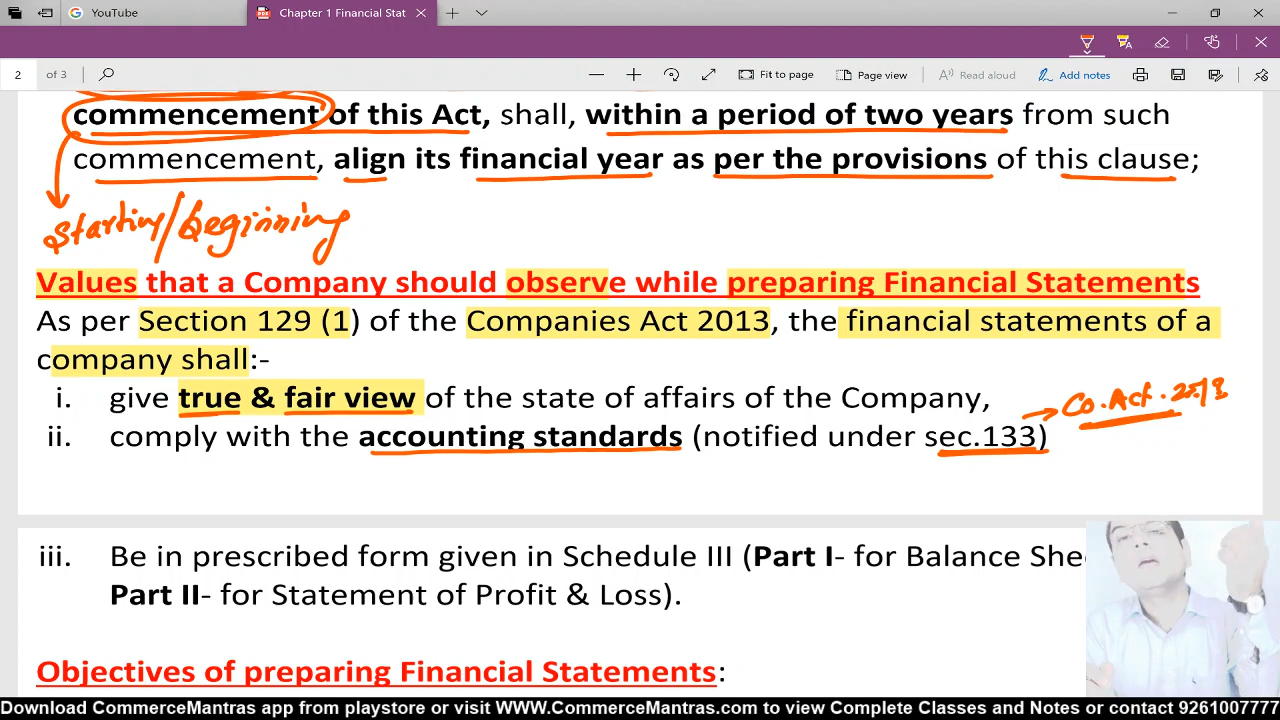 YouTube
Chapter 1 Financial Stat
2 of 3
Fit to page
Page view
Read aloud
Add notes
commencement of this Act, shall, within a period of two years from such
commencement, align its financial year as per the provisions of this clause;
starting/beginning
Values that a Company should observe while preparing Financial Statements
As per Section 129 (1) of the Companies Act 2013, the financial statements of a
company shall:-
i. give true & fair view of the state of affairs of the Company,
Co. Act.
ii. comply with the accounting standards (notified under sec.133)
iii. Be in prescribed form given in Schedule III (Part I- for Balance Shee
Part II- for Statement of Profit & Loss).
Objectives of preparing Financial Statements:
Download CommerceMantras app from playstore or visit WWW.CommerceMantras.com to view Complete Classes and Notes or contact 9261007777